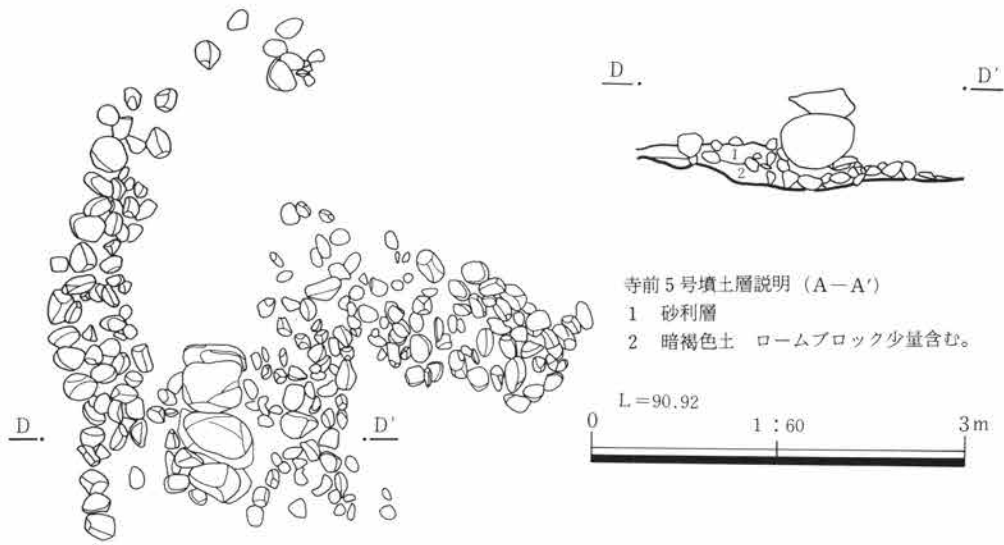 D
D′
寺前5号墳土層説明（A－A′）
1 砂利層
2 暗褐色土 ロームブロック少量含む。
1
2
L=90.92
0 1：60 3m
D
D′